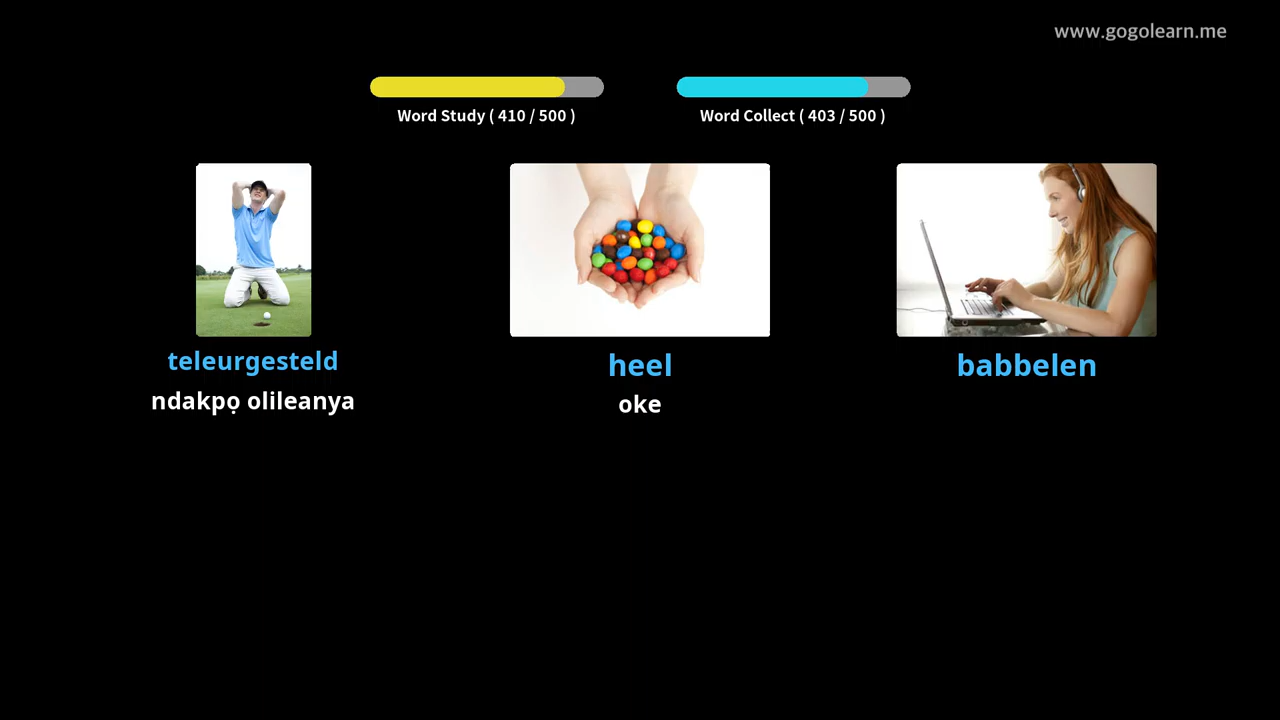 www.gogolearn.me
Word Study ( 410 / 500 )
Word Collect ( 403 / 500 )
teleurgesteld
heel
babbelen
ndakpọ olileanya
oke